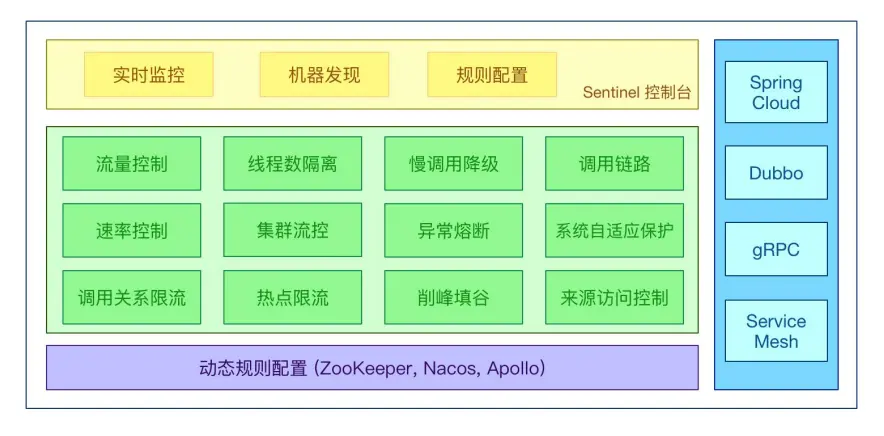 实时监控
机器发现
规则配置
Sentinel 控制台
流量控制
线程数隔离
慢调用降级
调用链路
速率控制
集群流控
异常熔断
系统自适应保护
调用关系限流
热点限流
削峰填谷
来源访问控制
动态规则配置 (ZooKeeper, Nacos, Apollo)
Spring
Cloud
Dubbo
gRPC
Service
Mesh